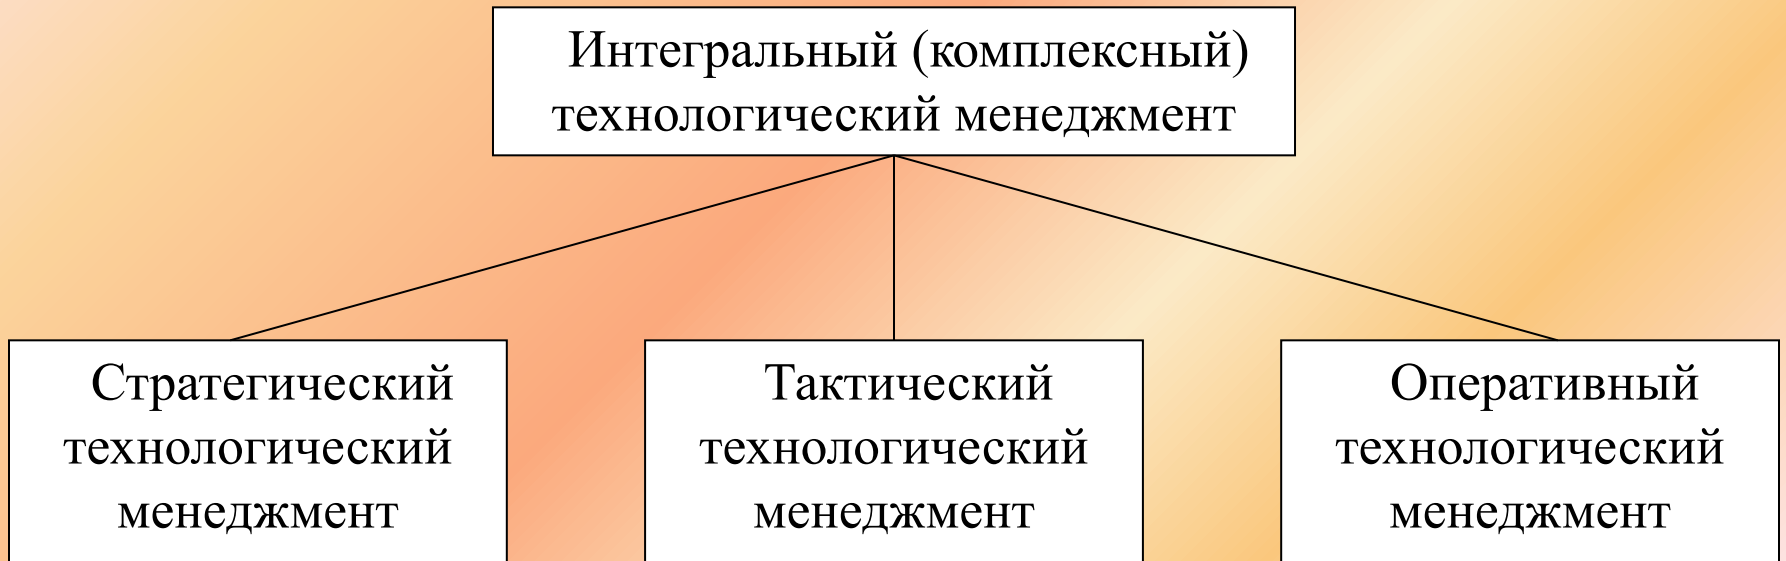 Интегральный (комплексный)
технологический менеджмент
Стратегический
технологический
менеджмент
Тактический
технологический
менеджмент
Оперативный
технологический
менеджмент